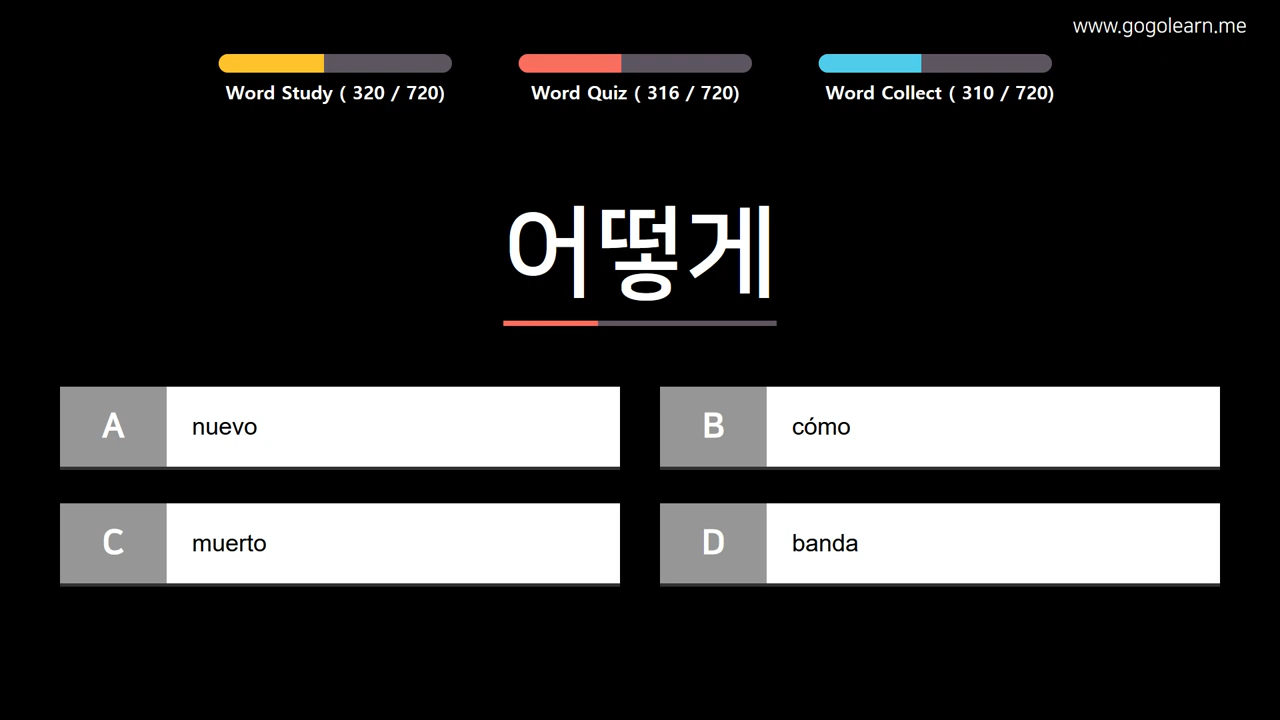 www.gogolearn.me
Word Study ( 320 / 720)
Word Quiz ( 316 / 720)
Word Collect ( 310 / 720)
어떻게
A nuevo
B cómo
C muerto
D banda